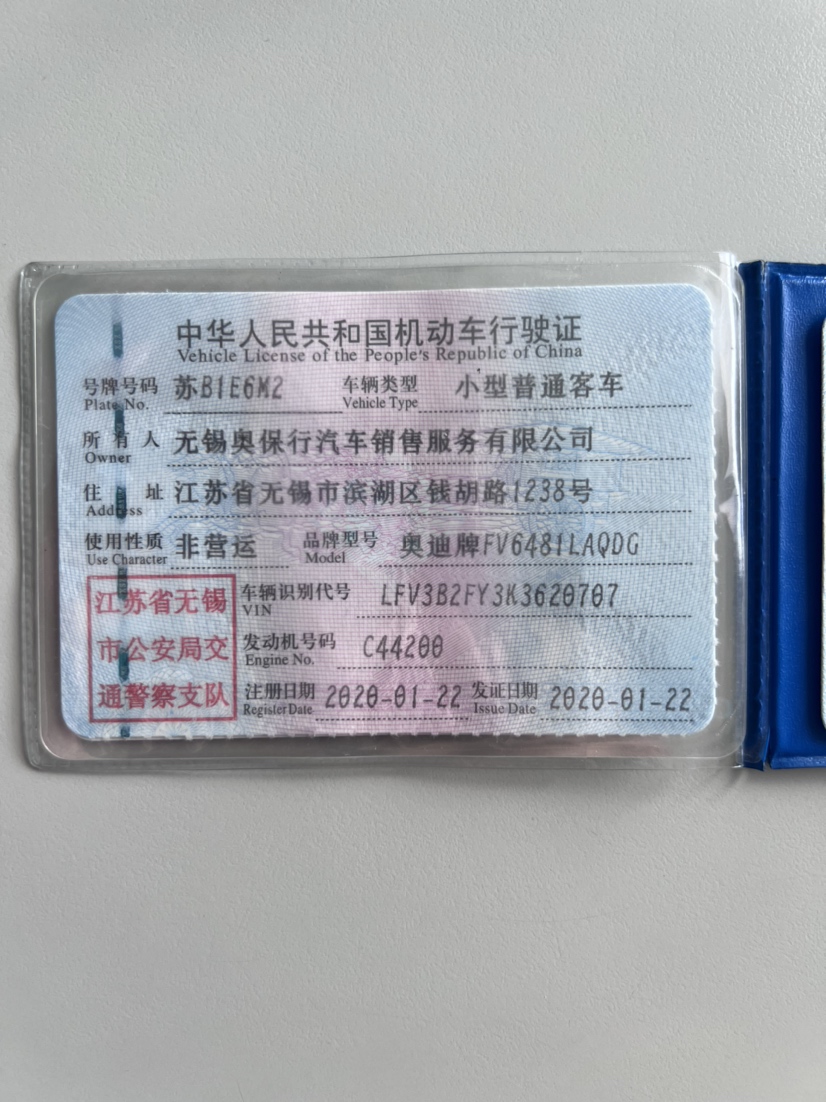 中华人民共和国机动车行驶证
Vehicle License of the People's Republic of China
号牌号码 苏B1E6M2 车辆类型 小型普通客车
Plate No. Vehicle Type
所有人 无锡奥保行汽车销售服务有限公司
Owner
住址 江苏省无锡市滨湖区钱胡路1238号
Address
使用性质 非营运 品牌型号 奥迪牌FV6481LAQDG
Use Character Model
江苏省无锡 车辆识别代号 LFV3B2FY3K3620707
VIN
市公安局交 发动机号码 C44200
Engine No.
通警察支队 注册日期 2020-01-22 发证日期 2020-01-22
Register Date Issue Date